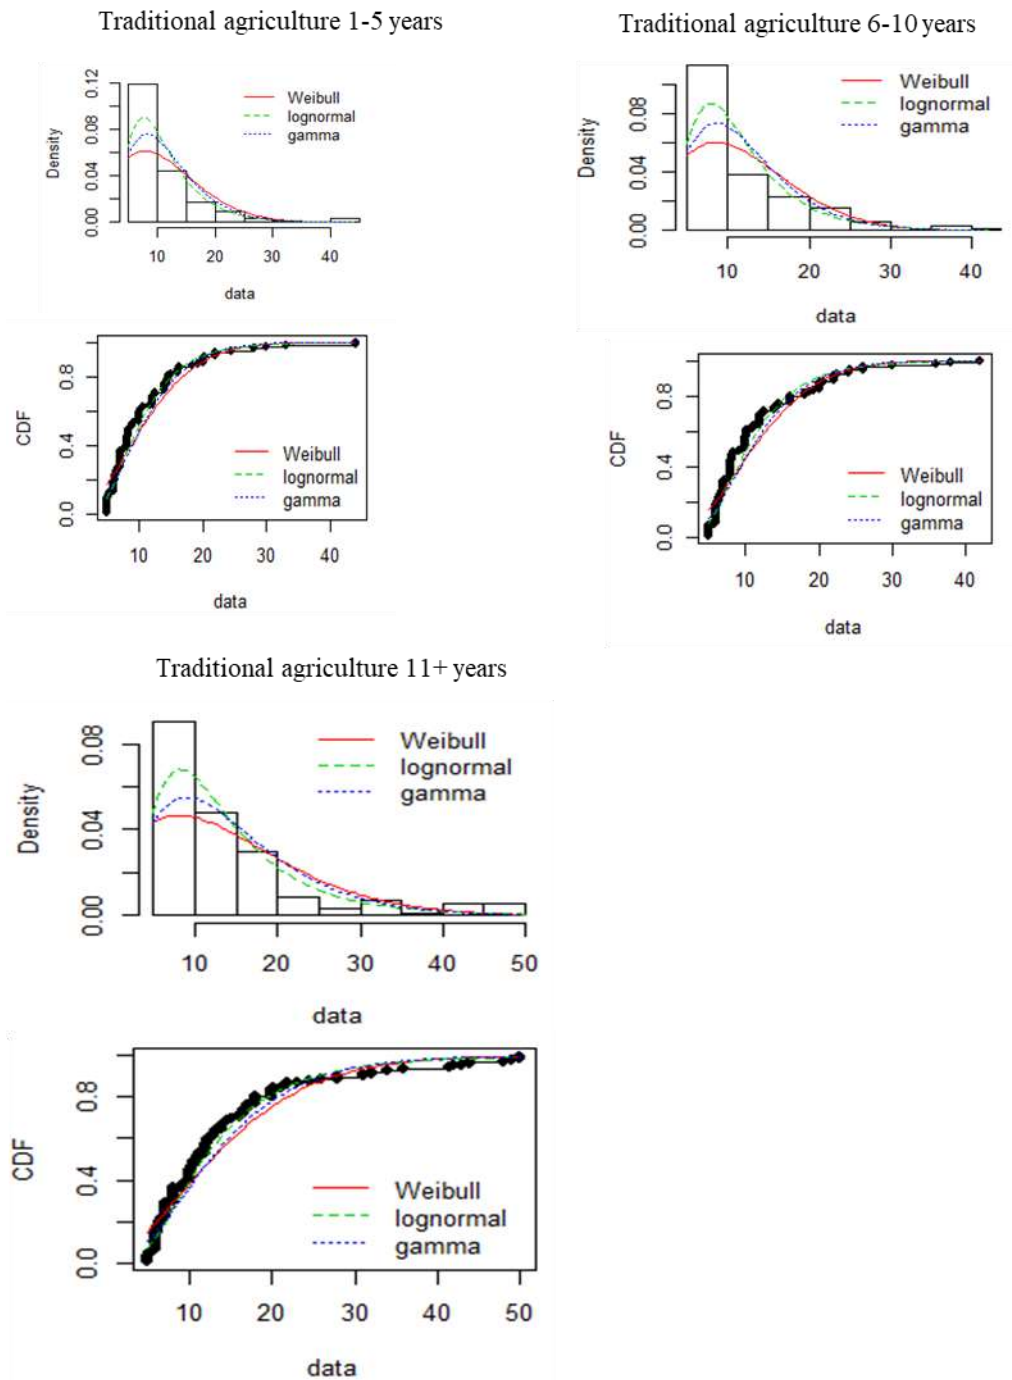 Traditional agriculture 1-5 years
Density
0.00 0.04 0.08 0.12
Weibull
lognormal
gamma
10 20 30 40
data
CDF
0.0 0.4 0.8
Weibull
lognormal
gamma
10 20 30 40
data
Traditional agriculture 6-10 years
Density
0.00 0.04 0.08
Weibull
lognormal
gamma
10 20 30 40
data
CDF
0.0 0.4 0.8
Weibull
lognormal
gamma
10 20 30 40
data
Traditional agriculture 11+ years
Density
0.00 0.04 0.08
Weibull
lognormal
gamma
10 20 30 40 50
data
CDF
0.0 0.4 0.8
Weibull
lognormal
gamma
10 20 30 40 50
data